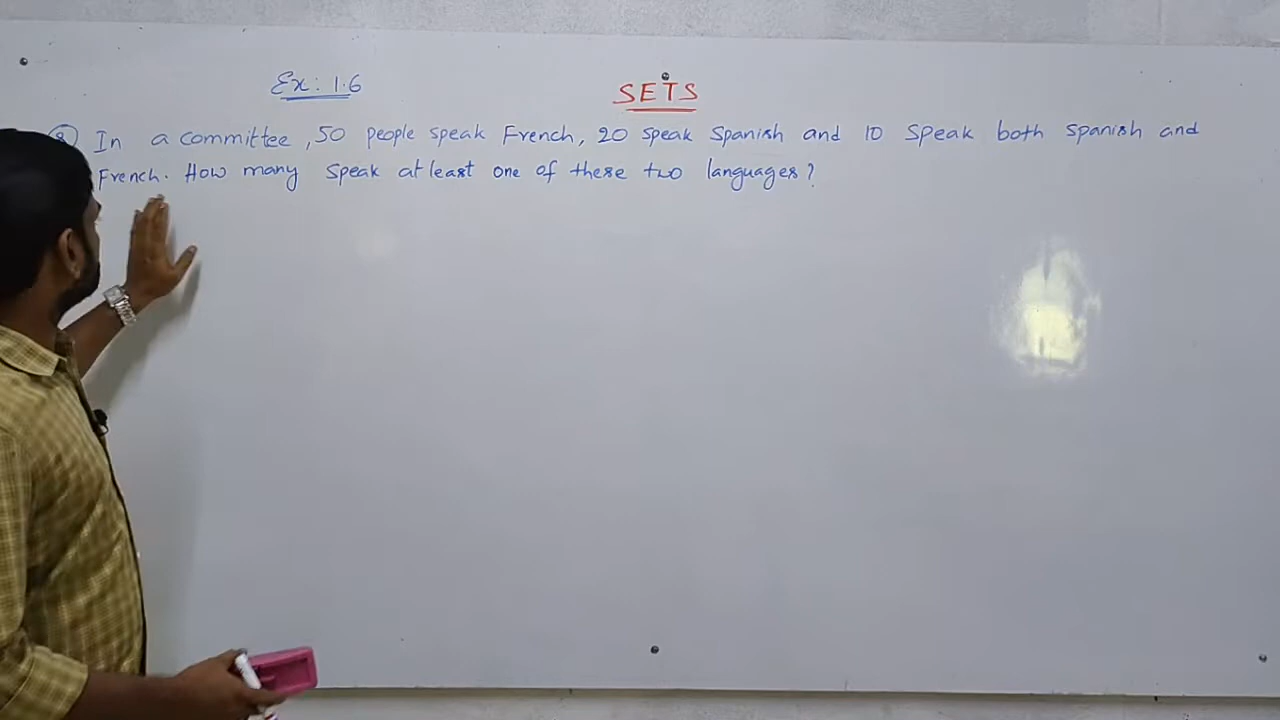 Ex: 1.6
SETS
In a committee, 50 people speak French, 20 speak Spanish and 10 speak both Spanish and
French. How many speak atleast one of these two languages?